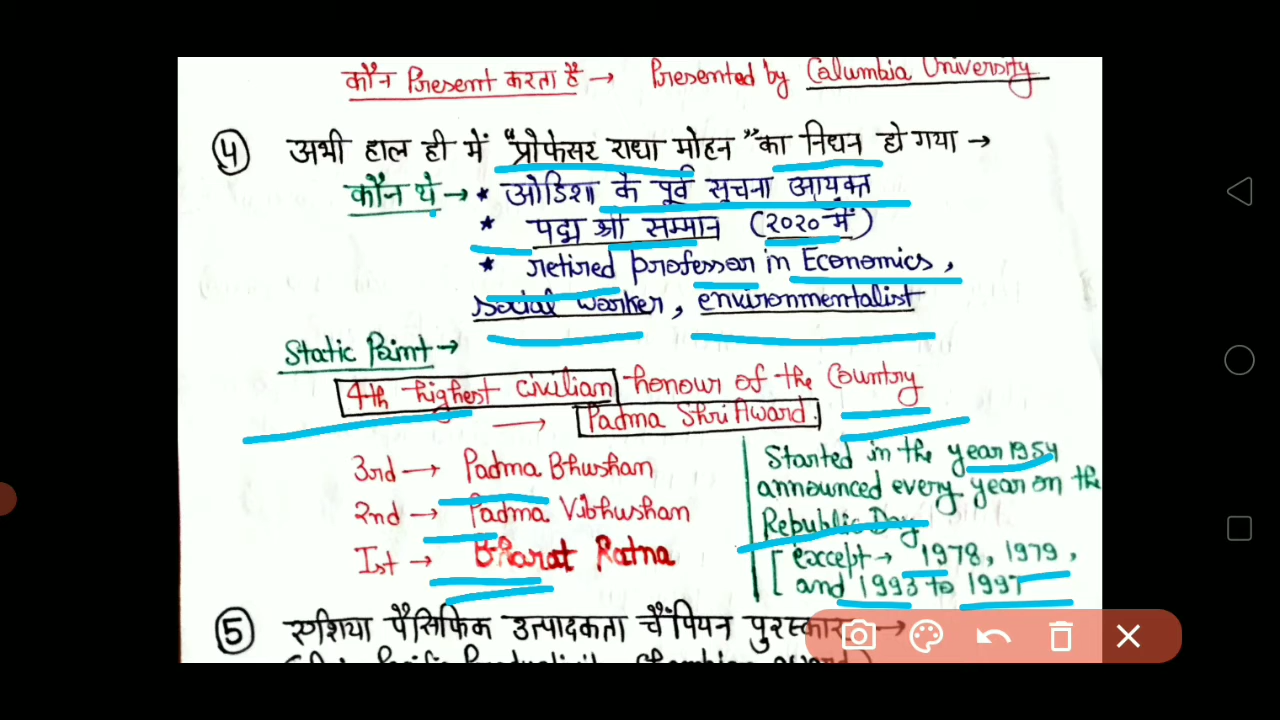 कौन Present करता है → Presented by Calumbia University
④ अभी हाल ही में "प्रोफेसर राधा मोहन" का निधन हो गया →
कौन थे → * ओडिशा के पूर्व सूचना आयुक्त
* पद्म श्री सम्मान (२०२० में)
* retired professor in Economics,
social worker, environmentalist
Static Point →
4th highest civilian honour of the Country
→ Padma Shri Award.
3rd → Padma Bhushan
2nd → Padma Vibhushan
Ist → Bharat Ratna
Started in the year 1954
announced every year on the
Republic Day
[except → 1978, 1979,
and 1993 to 1997
⑤ एशिया पैसिफिक उत्पादकता चैंपियन पुरस्कार →